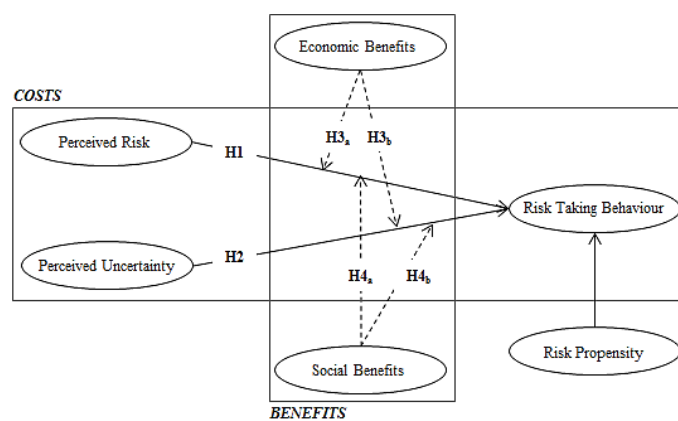 Economic Benefits
COSTS
Perceived Risk
H1
H3a
H3b
Risk Taking Behaviour
Perceived Uncertainty
H2
H4a
H4b
Risk Propensity
Social Benefits
BENEFITS